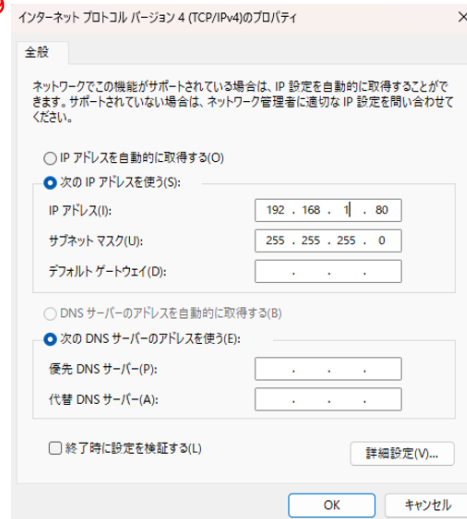 インターネット プロトコル バージョン 4 (TCP/IPv4)のプロパティ
全般
ネットワークでこの機能がサポートされている場合は、IP 設定を自動的に取得することがで
きます。サポートされていない場合は、ネットワーク管理者に適切な IP 設定を問い合わせて
ください。
IP アドレスを自動的に取得する(O)
次の IP アドレスを使う(S):
IP アドレス(I): 192 . 168 . 1 . 80
サブネット マスク(U): 255 . 255 . 255 . 0
デフォルト ゲートウェイ(D): . . .
DNS サーバーのアドレスを自動的に取得する(B)
次の DNS サーバーのアドレスを使う(E):
優先 DNS サーバー(P): . . .
代替 DNS サーバー(A): . . .
終了時に設定を検証する(L)
詳細設定(V)...
OK キャンセル